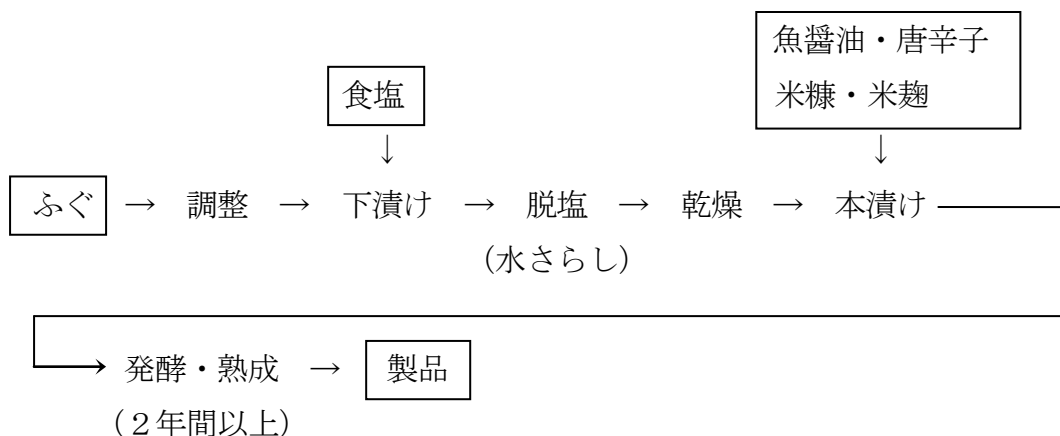 魚醤油・唐辛子
米糠・米麹
食塩
↓ ↓
ふぐ → 調整 → 下漬け → 脱塩 → 乾燥 → 本漬け
(水さらし)
発酵・熟成 → 製品
(２年間以上)